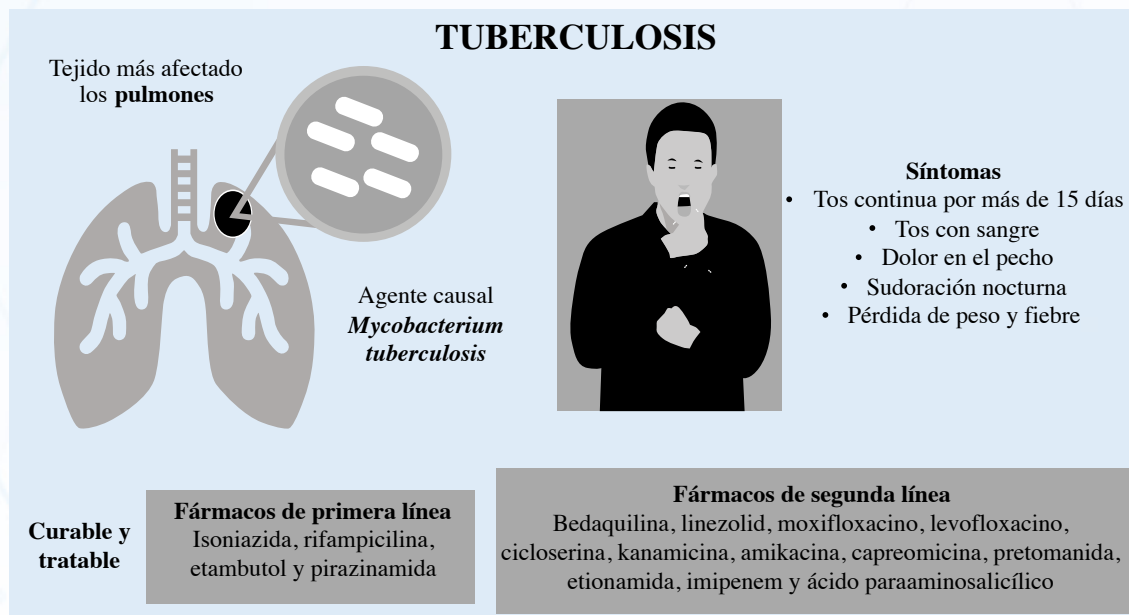 TUBERCULOSIS
Tejido más afectado
los pulmones
Agente causal
Mycobacterium
tuberculosis
Síntomas
• Tos continua por más de 15 días
• Tos con sangre
• Dolor en el pecho
• Sudoración nocturna
• Pérdida de peso y fiebre
Curable y
tratable
Fármacos de primera línea
Isoniazida, rifampicilina,
etambutol y pirazinamida
Fármacos de segunda línea
Bedaquilina, linezolid, moxifloxacino, levofloxacino,
cicloserina, kanamicina, amikacina, capreomicina, pretomanida,
etionamida, imipenem y ácido paraaminosalicílico